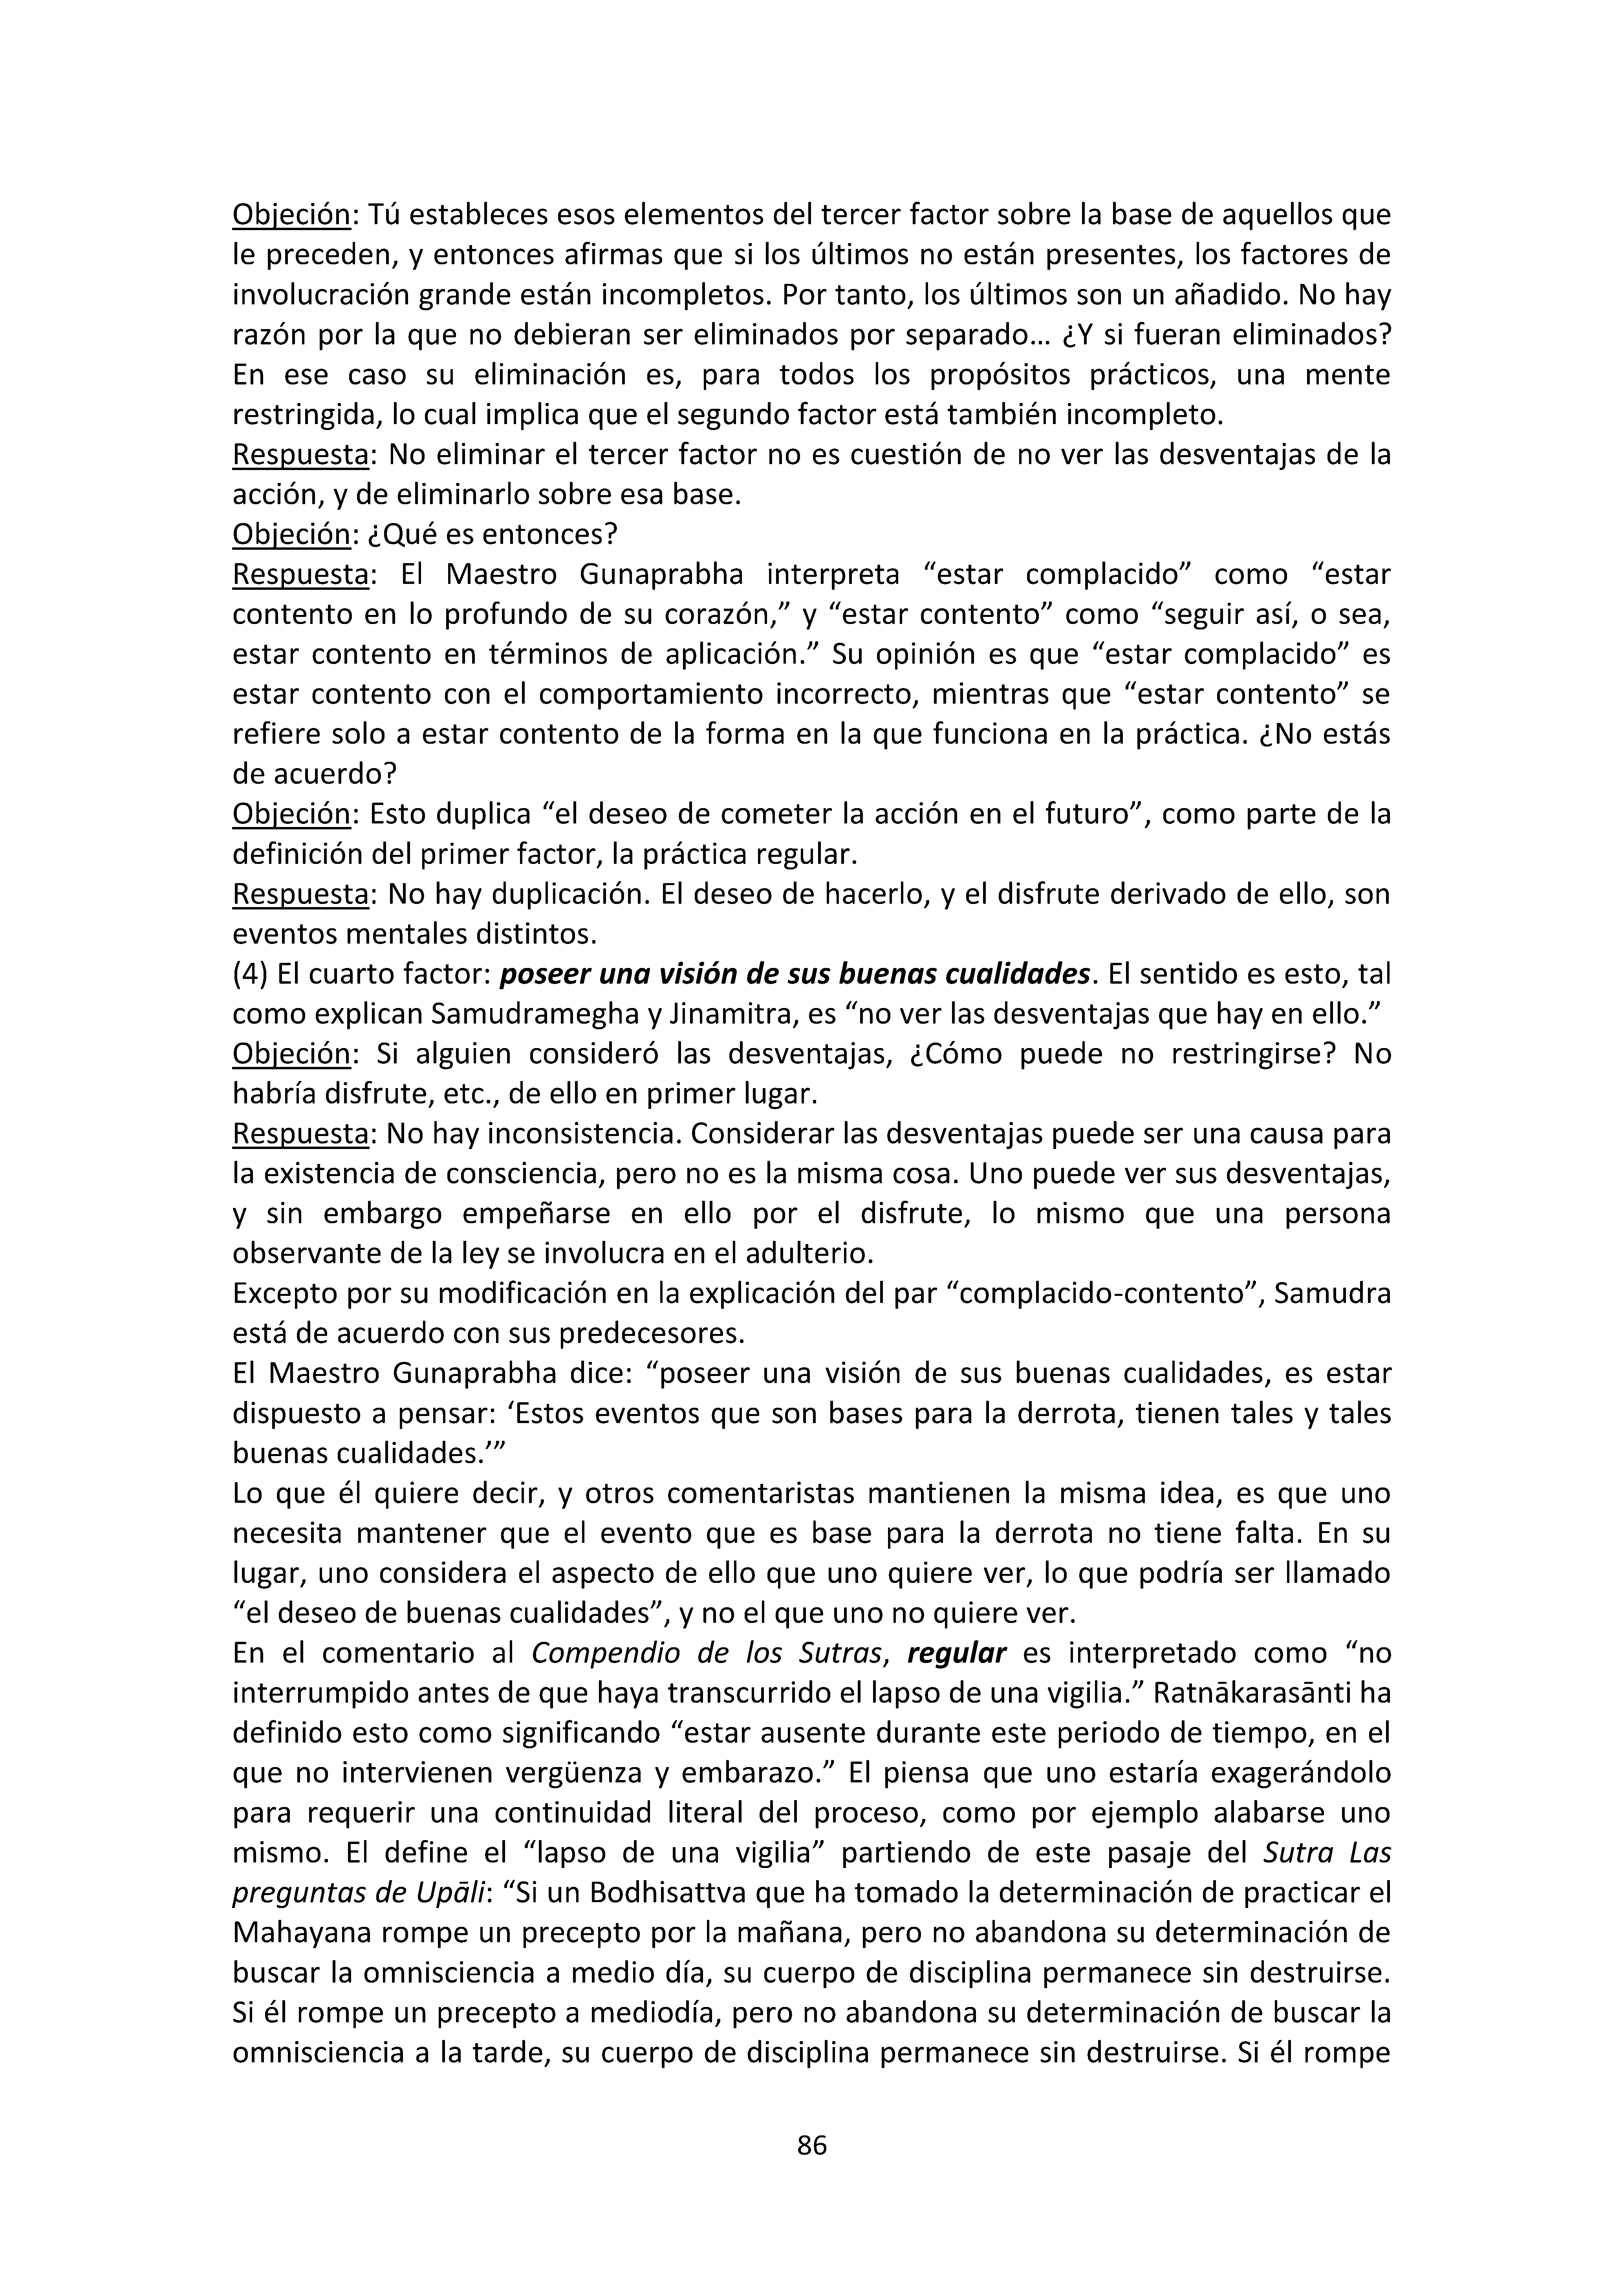 Objeción: Tú estableces esos elementos del tercer factor sobre la base de aquellos que
le preceden, y entonces afirmas que si los últimos no están presentes, los factores de
involucración grande están incompletos. Por tanto, los últimos son un añadido. No hay
razón por la que no debieran ser eliminados por separado… ¿Y si fueran eliminados?
En ese caso su eliminación es, para todos los propósitos prácticos, una mente
restringida, lo cual implica que el segundo factor está también incompleto.
Respuesta: No eliminar el tercer factor no es cuestión de no ver las desventajas de la
acción, y de eliminarlo sobre esa base.
Objeción: ¿Qué es entonces?
Respuesta: El Maestro Gunaprabha interpreta “estar complacido” como “estar
contento en lo profundo de su corazón,” y “estar contento” como “seguir así, o sea,
estar contento en términos de aplicación.” Su opinión es que “estar complacido” es
estar contento con el comportamiento incorrecto, mientras que “estar contento” se
refiere solo a estar contento de la forma en la que funciona en la práctica. ¿No estás
de acuerdo?
Objeción: Esto duplica “el deseo de cometer la acción en el futuro”, como parte de la
definición del primer factor, la práctica regular.
Respuesta: No hay duplicación. El deseo de hacerlo, y el disfrute derivado de ello, son
eventos mentales distintos.
(4) El cuarto factor: poseer una visión de sus buenas cualidades. El sentido es esto, tal
como explican Samudramegha y Jinamitra, es “no ver las desventajas que hay en ello.”
Objeción: Si alguien consideró las desventajas, ¿Cómo puede no restringirse? No
habría disfrute, etc., de ello en primer lugar.
Respuesta: No hay inconsistencia. Considerar las desventajas puede ser una causa para
la existencia de consciencia, pero no es la misma cosa. Uno puede ver sus desventajas,
y sin embargo empeñarse en ello por el disfrute, lo mismo que una persona
observante de la ley se involucra en el adulterio.
Excepto por su modificación en la explicación del par “complacido-contento”, Samudra
está de acuerdo con sus predecesores.
El Maestro Gunaprabha dice: “poseer una visión de sus buenas cualidades, es estar
dispuesto a pensar: ‘Estos eventos que son bases para la derrota, tienen tales y tales
buenas cualidades.’”
Lo que él quiere decir, y otros comentaristas mantienen la misma idea, es que uno
necesita mantener que el evento que es base para la derrota no tiene falta. En su
lugar, uno considera el aspecto de ello que uno quiere ver, lo que podría ser llamado
“el deseo de buenas cualidades”, y no el que uno no quiere ver.
En el comentario al Compendio de los Sutras, regular es interpretado como “no
interrumpido antes de que haya transcurrido el lapso de una vigilia.” Ratnākarasānti ha
definido esto como significando “estar ausente durante este periodo de tiempo, en el
que no intervienen vergüenza y embarazo.” El piensa que uno estaría exagerándolo
para requerir una continuidad literal del proceso, como por ejemplo alabarse uno
mismo. El define el “lapso de una vigilia” partiendo de este pasaje del Sutra Las
preguntas de Upāli: “Si un Bodhisattva que ha tomado la determinación de practicar el
Mahayana rompe un precepto por la mañana, pero no abandona su determinación de
buscar la omnisciencia a medio día, su cuerpo de disciplina permanece sin destruirse.
Si él rompe un precepto a mediodía, pero no abandona su determinación de buscar la
omnisciencia a la tarde, su cuerpo de disciplina permanece sin destruirse. Si él rompe
86